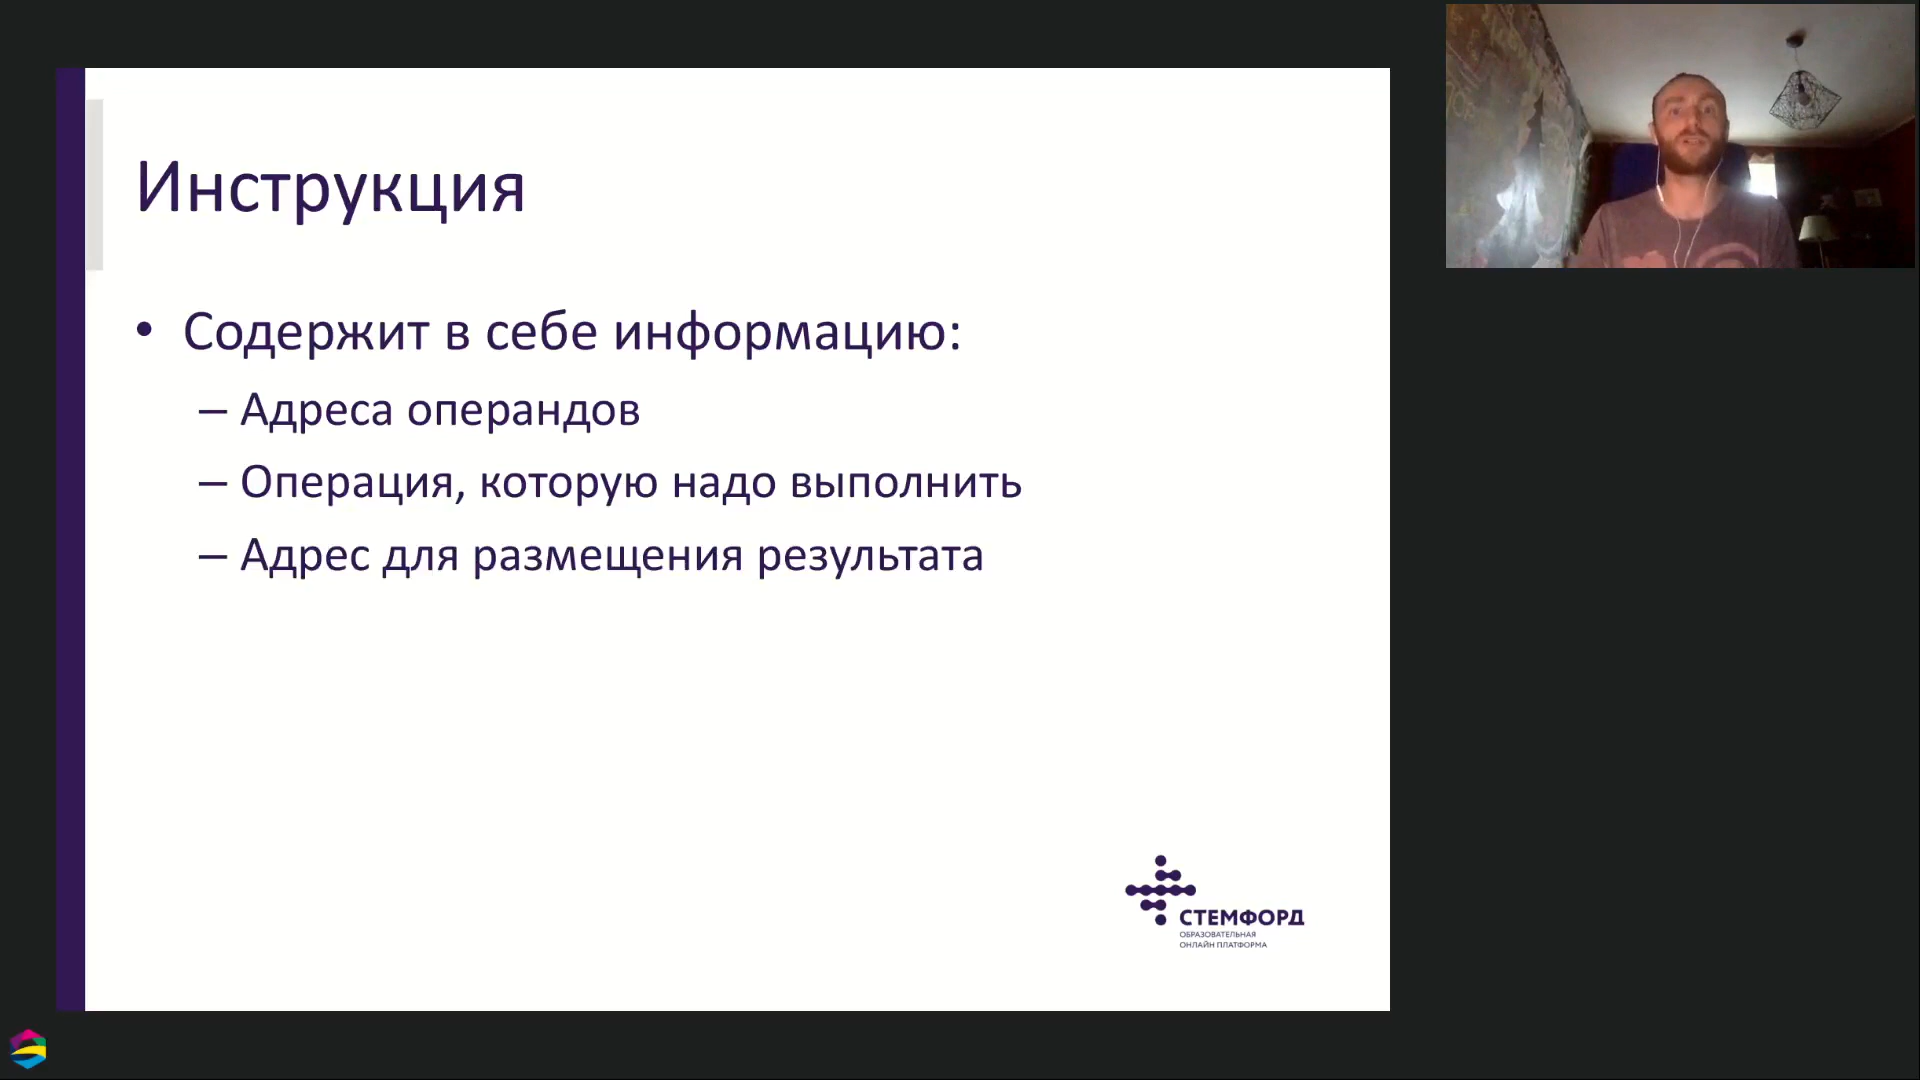 Инструкция
• Содержит в себе информацию:
– Адреса операндов
– Операция, которую надо выполнить
– Адрес для размещения результата
СТЕМФОРД
ОБРАЗОВАТЕЛЬНАЯ
ОНЛАЙН ПЛАТФОРМА